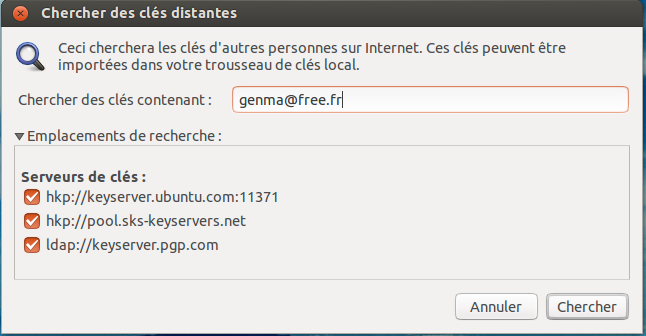 Chercher des clés distantes
Ceci cherchera les clés d'autres personnes sur Internet. Ces clés peuvent être
importées dans votre trousseau de clés local.
Chercher des clés contenant : genma@free.fr
Emplacements de recherche :
Serveurs de clés :
hkp://keyserver.ubuntu.com:11371
hkp://pool.sks-keyservers.net
ldap://keyserver.pgp.com
Annuler Chercher